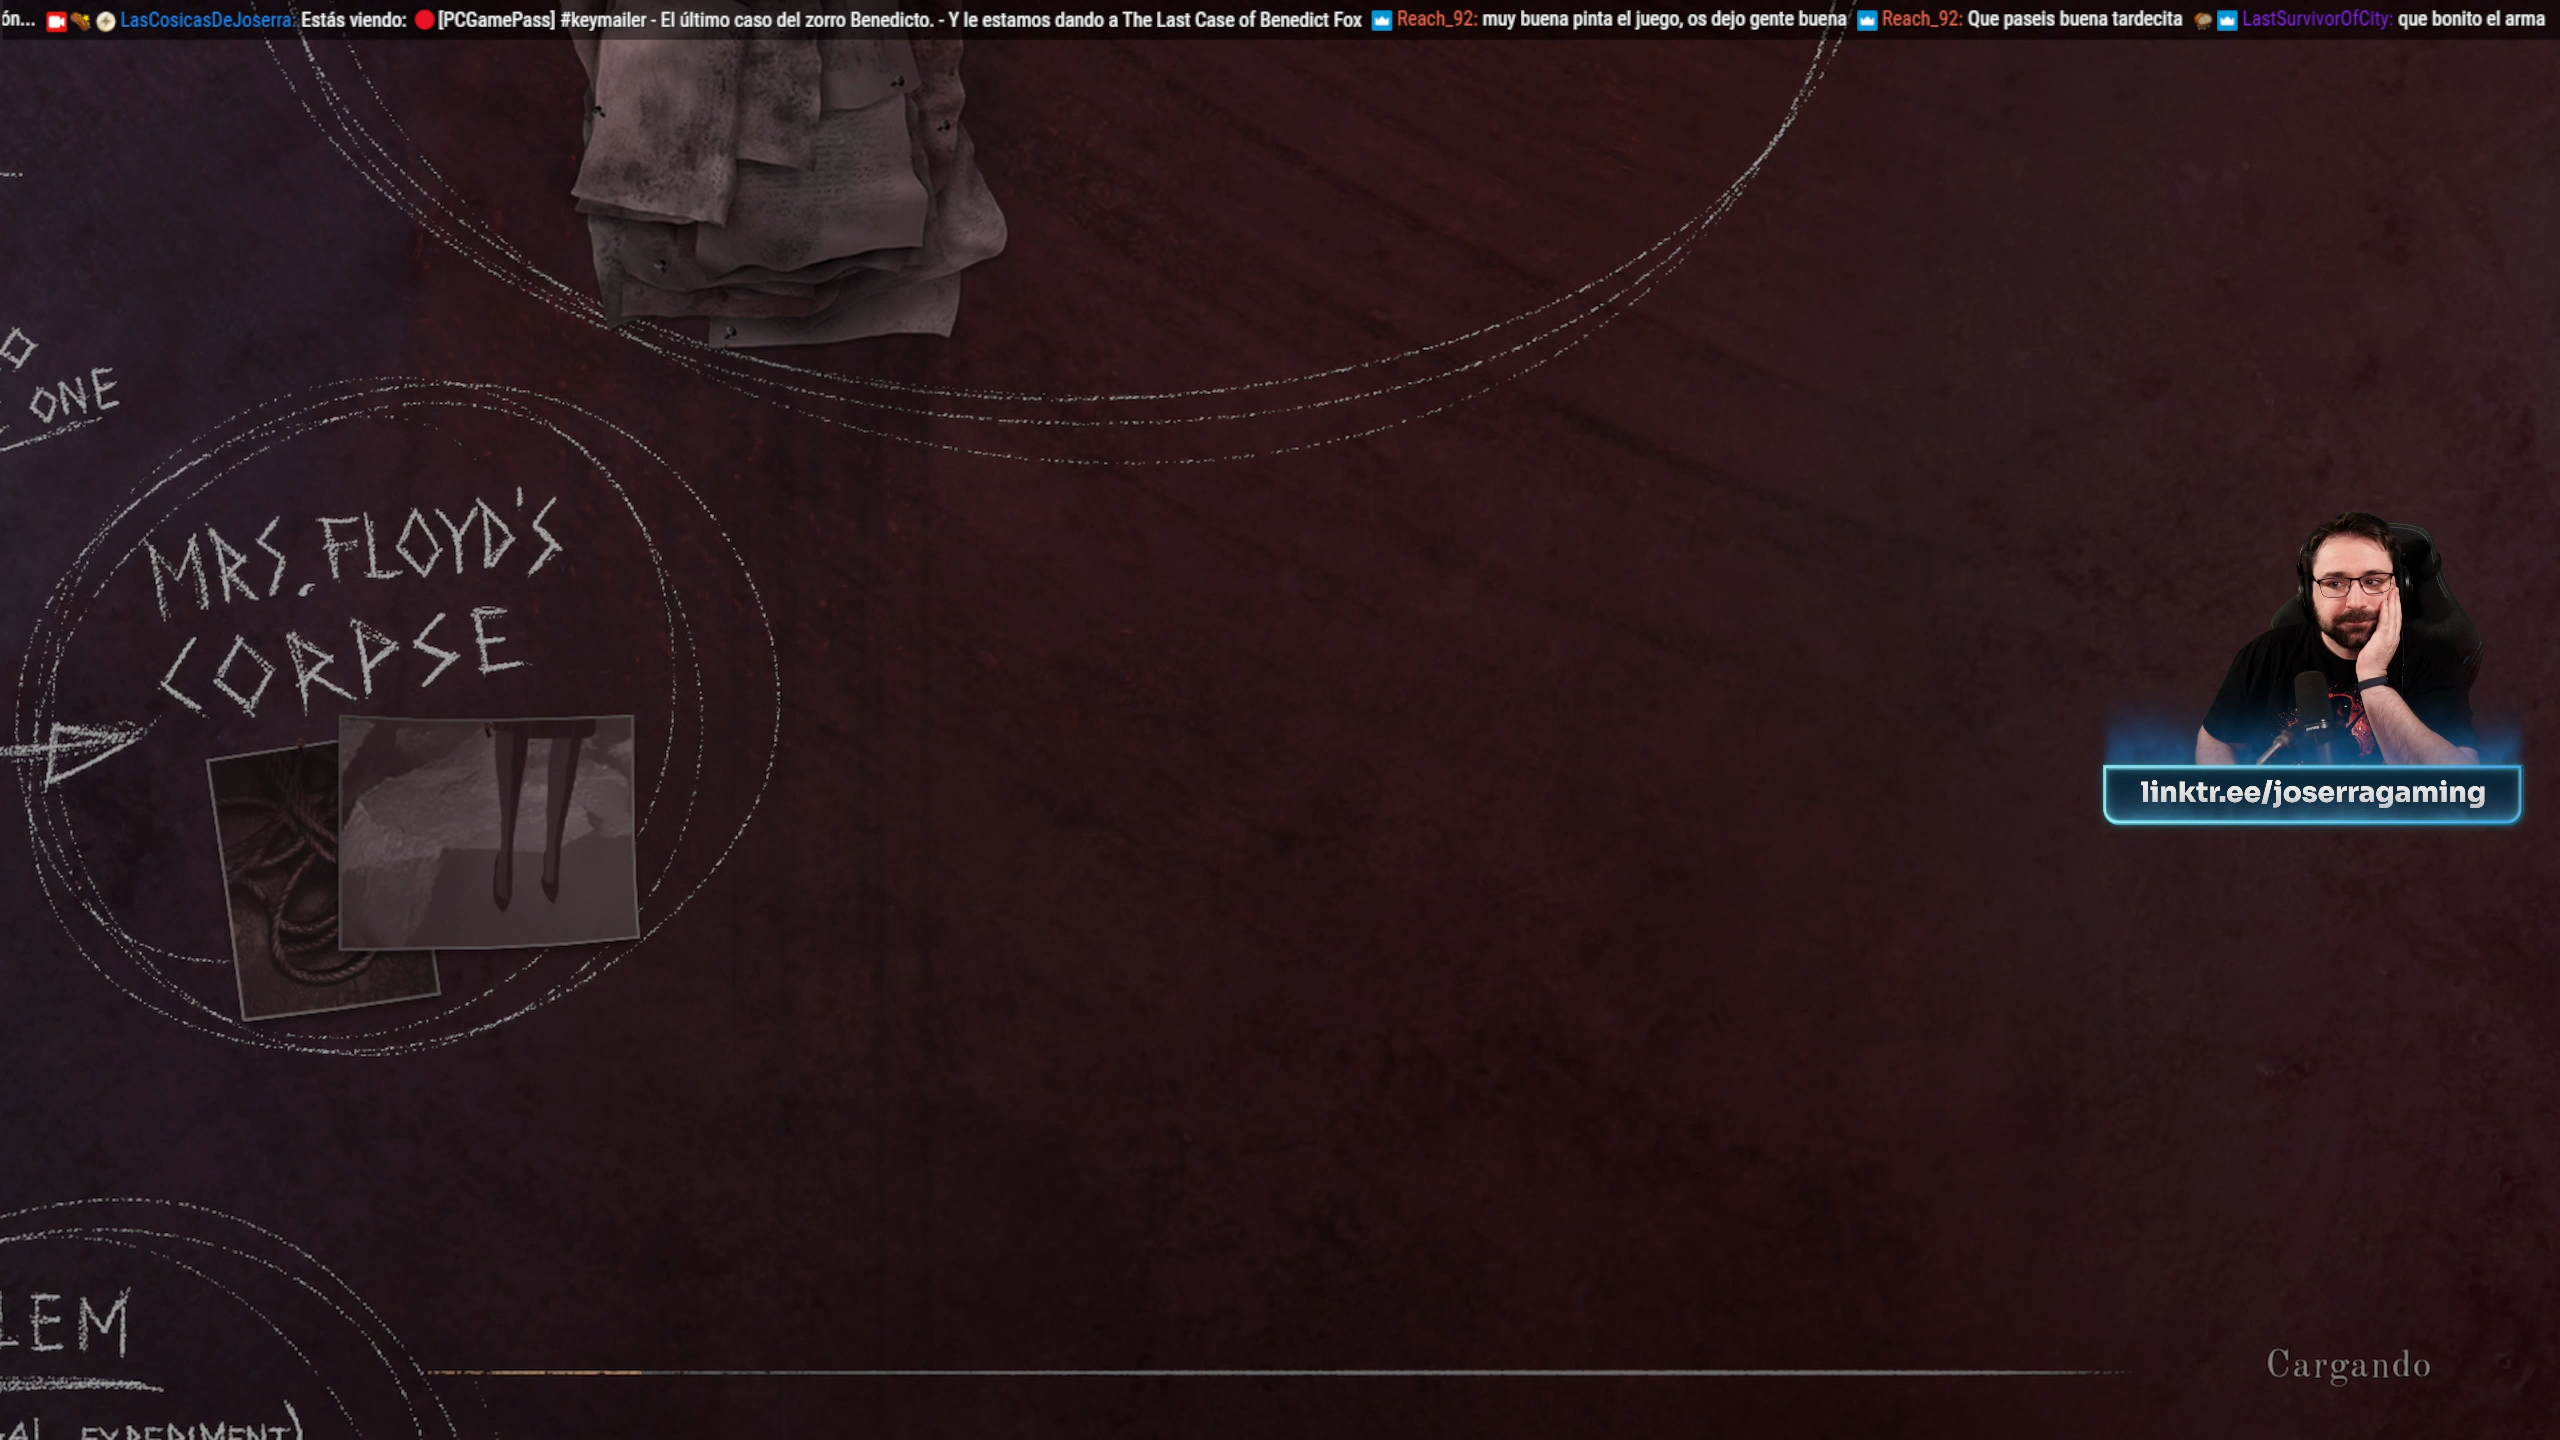 ón... LasCosicasDeJoserra: Estás viendo: [PCGamePass] #keymailer - El último caso del zorro Benedicto. - Y le estamos dando a The Last Case of Benedict Fox Reach_92: muy buena pinta el juego, os dejo gente buena Reach_92: Que paseis buena tardecita LastSurvivorOfCity: que bonito el arma
ONE
MRS. FLOYD'S
CORPSE
linktr.ee/joserragaming
LEM
Cargando
AL EXPERIMENT)